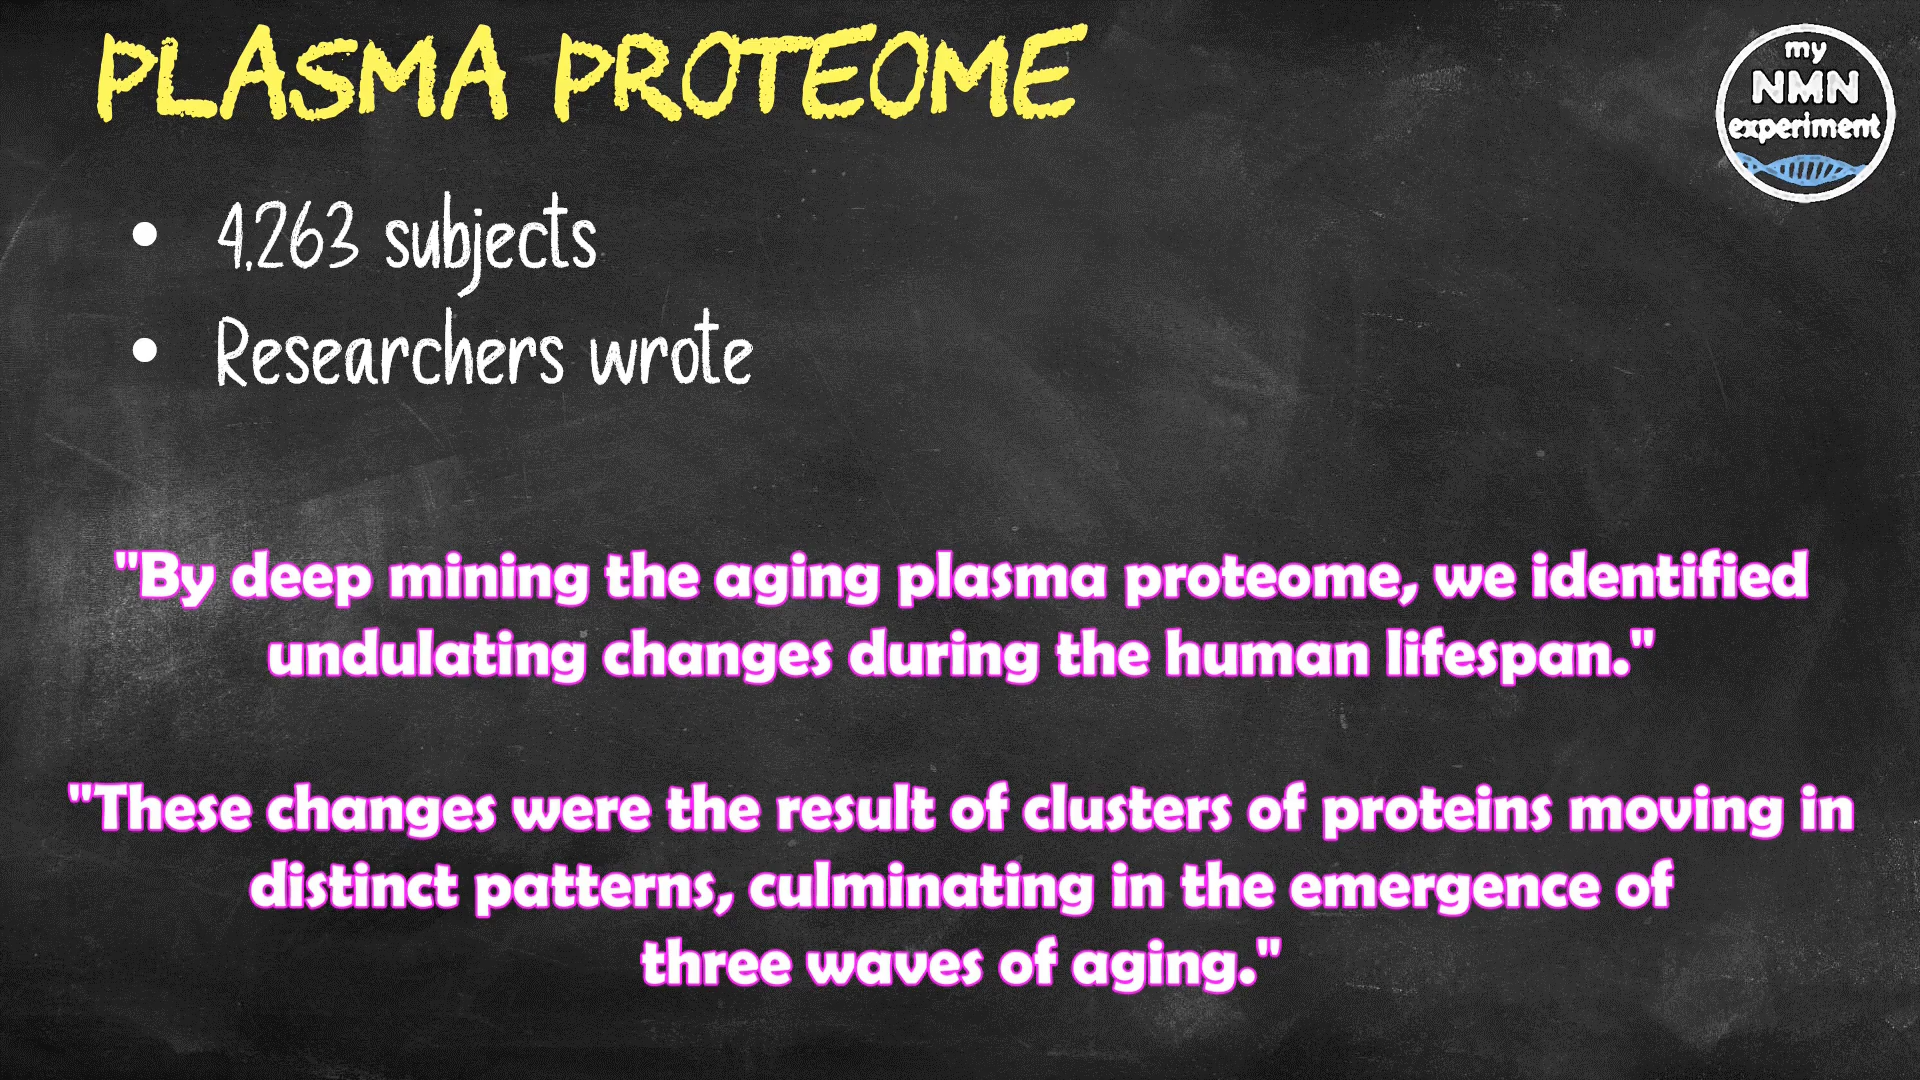 PLASMA PROTEOME
my
NMN
experiment
• 4,263 subjects
• Researchers wrote
"By deep mining the aging plasma proteome, we identified
undulating changes during the human lifespan."
"These changes were the result of clusters of proteins moving in
distinct patterns, culminating in the emergence of
three waves of aging."